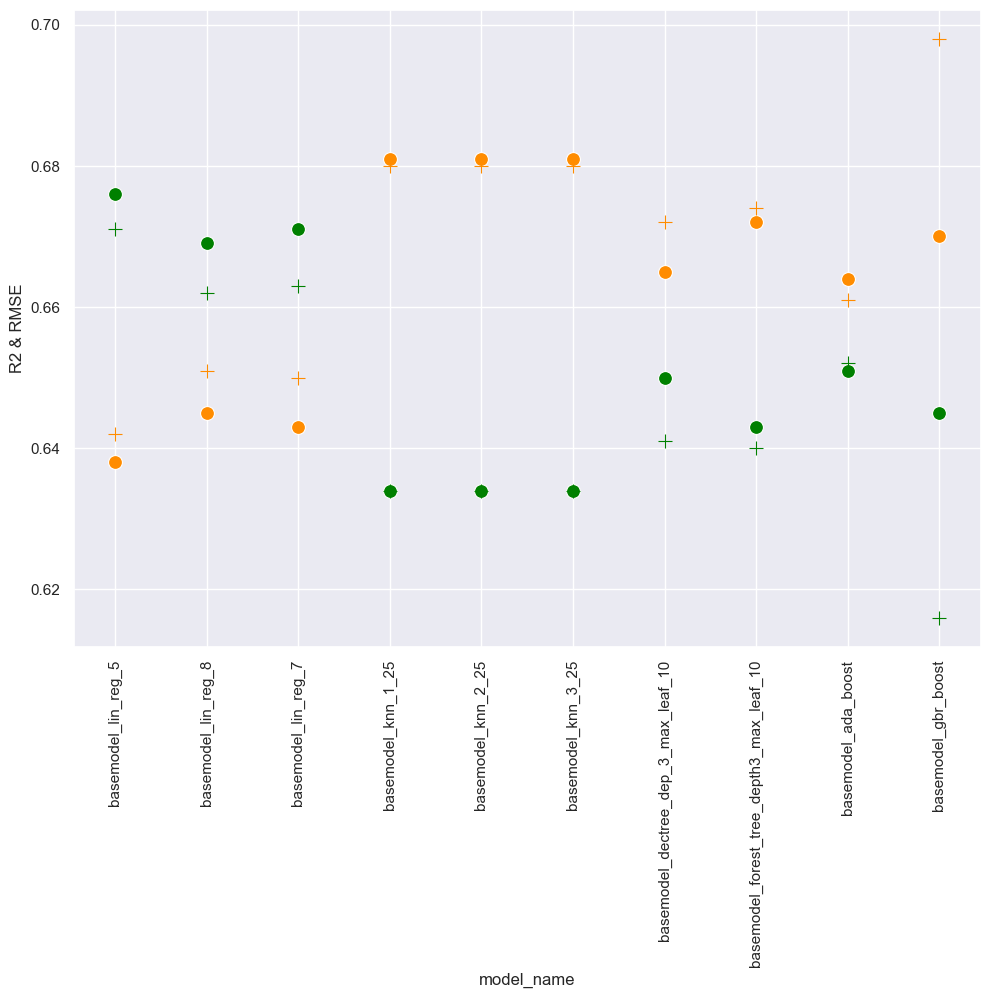 0.70
0.68
0.66
0.64
0.62
R2 & RMSE
basemodel_lin_reg_5
basemodel_lin_reg_8
basemodel_lin_reg_7
basemodel_knn_1_25
basemodel_knn_2_25
basemodel_knn_3_25
basemodel_dectree_dep_3_max_leaf_10
basemodel_forest_tree_depth3_max_leaf_10
basemodel_ada_boost
basemodel_gbr_boost
model_name